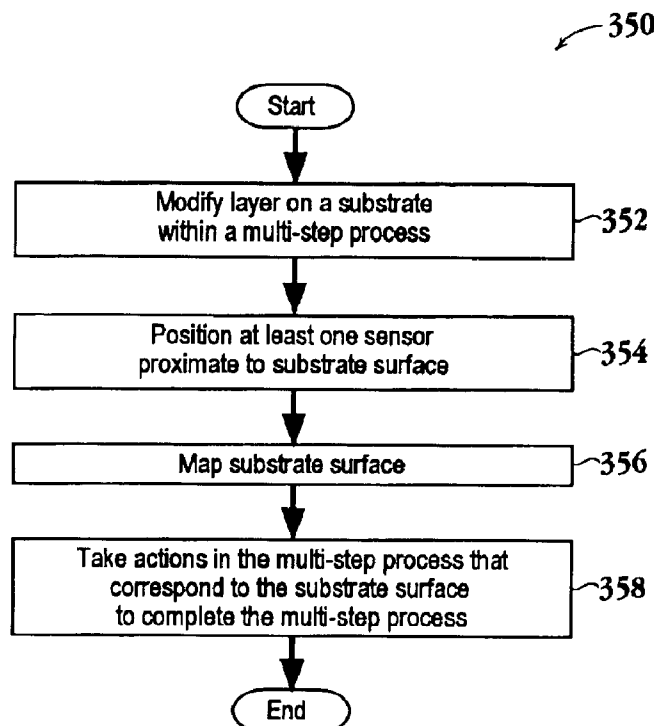 350
Start
Modify layer on a substrate
within a multi-step process
352
Position at least one sensor
proximate to substrate surface
354
Map substrate surface
356
Take actions in the multi-step process that
correspond to the substrate surface
to complete the multi-step process
358
End